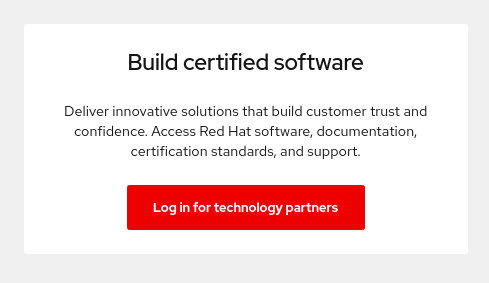 Build certified software
Deliver innovative solutions that build customer trust and
confidence. Access Red Hat software, documentation,
certification standards, and support.
Log in for technology partners